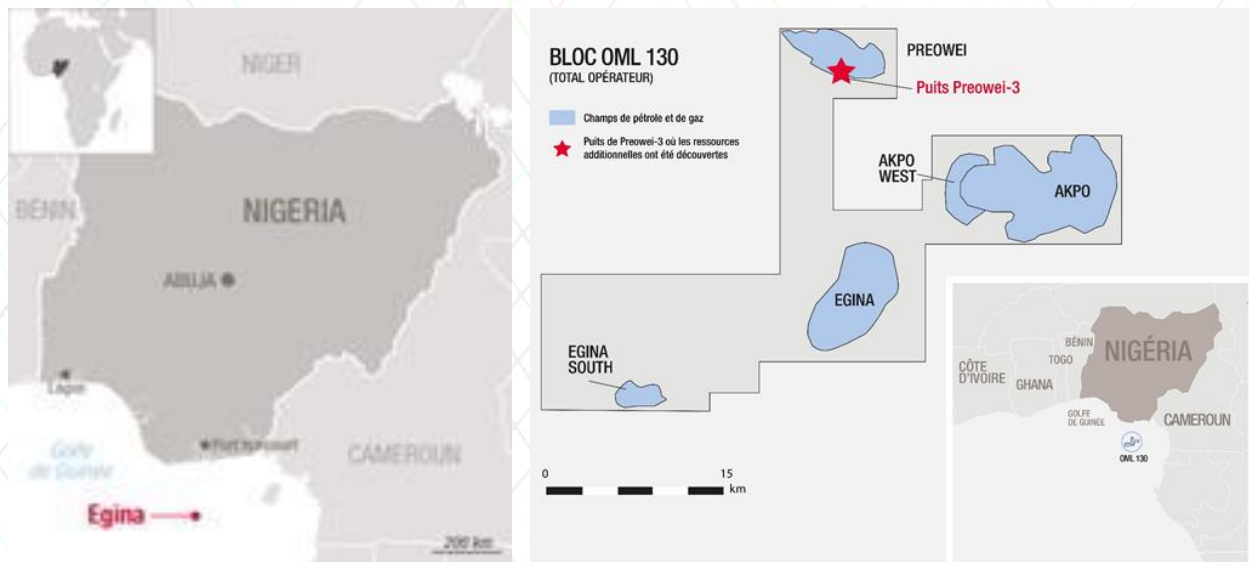 NIGER
BÉNIN
NIGERIA
ABUJA
Lagos
Port Harcourt
Golfe
de Guinée
CAMEROUN
Egina
200 km
BLOC OML 130
(TOTAL OPÉRATEUR)
Champs de pétrole et de gaz
Puits de Preowei-3 où les ressources
additionnelles ont été découvertes
PREOWEI
Puits Preowei-3
AKPO
WEST
AKPO
EGINA
EGINA
SOUTH
0 15
km
BÉNIN
NIGÉRIA
TOGO
CÔTE
D'IVOIRE
GHANA
GOLFE
DE GUINÉE
CAMEROUN
OML 130